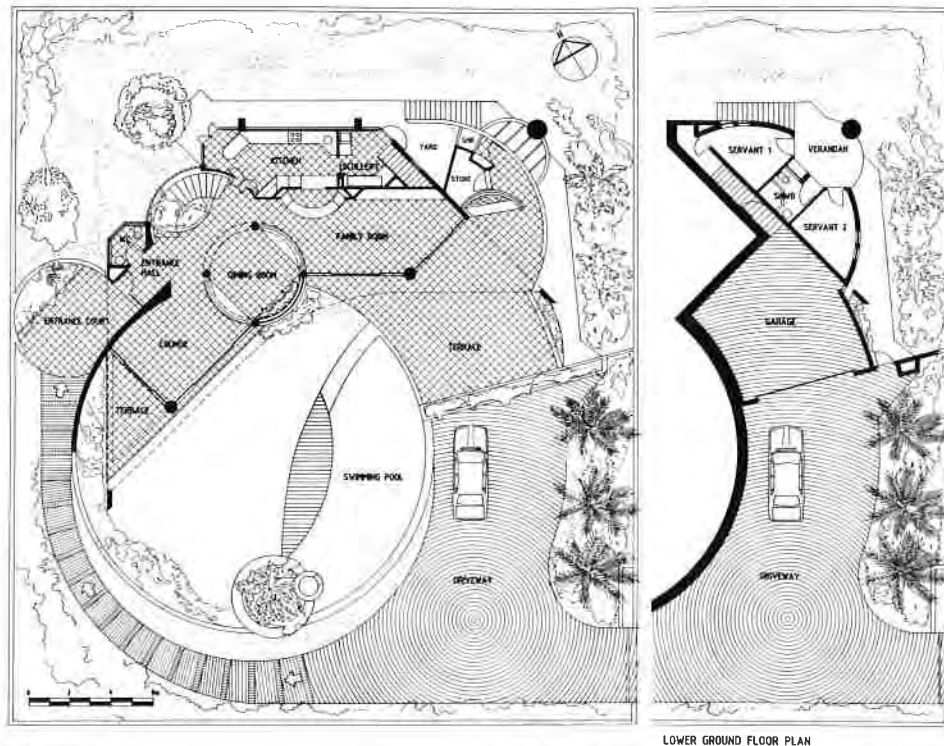 YARD
KITCHEN
SCULLERY
STORE
FAMILY ROOM
WC
ENTRANCE
HALL
DINING ROOM
ENTRANCE COURT
LOUNGE
TERRACE
TERRACE
SWIMMING POOL
DRIVEWAY
SERVANT 1
VERANDAH
SHWR
SERVANT 2
GARAGE
DRIVEWAY
LOWER GROUND FLOOR PLAN